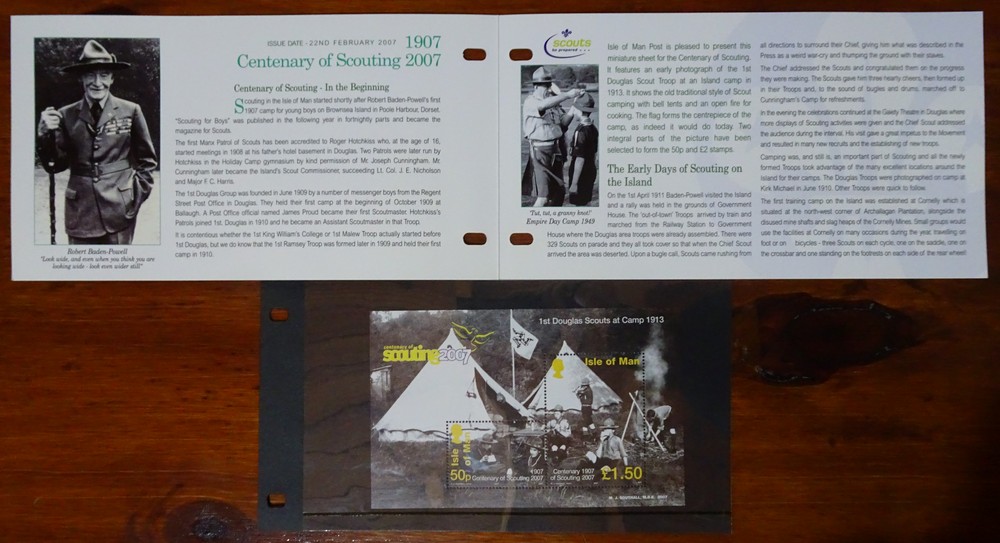 ISSUE DATE -22ND FEBRUARY 2007 1907
Centenary of Scouting 2007
Centenary of Scouting - In the Beginning
Scouting in the Isle of Man started shortly after Robert Baden-Powell's first
1907 camp for young boys on Brownsea Island in Poole Harbour, Dorset.
"Scouting for Boys" was published in the following year in fortnightly parts and became the
magazine for Scouts.
The first Manx Patrol of Scouts has been accredited to Roger Hotchkiss who, at the age of 16,
started meetings in 1908 at his father's hotel basement in Douglas. Two Patrols were later run by
Hotchkiss in the Holiday Camp gymnasium by kind permission of Mr. Joseph Cunningham. Mr.
Cunningham later became the Island's Scout Commissioner, succeeding Lt. Col. J. E. Nicholson
and Major F. C. Harris.
The 1st Douglas Group was founded in June 1909 by a number of messenger boys from the Regent
Street Post Office in Douglas. They held their first camp at the beginning of October 1909 at
Ballaugh. A Post Office official named James Proud became their first Scoutmaster. Hotchkiss's
Patrols joined 1st. Douglas in 1910 and he became an Assistant Scoutmaster in that Troop.
It is contentious whether the 1st King William's College or 1st Malew Troop actually started before
1st Douglas, but we do know that the 1st Ramsey Troop was formed later in 1909 and held their first
camp in 1910.
Robert Baden-Powell
"Look wide, and even when you think you are
looking wide - look even wider still"
scouts
be prepared . . .
"Tut, tut, a granny knot!"
Empire Day Camp 1949
Isle of Man Post is pleased to present this
miniature sheet for the Centenary of Scouting.
It features an early photograph of the 1st
Douglas Scout Troop at an Island camp in
1913. It shows the old traditional style of Scout
camping with bell tents and an open fire for
cooking. The flag forms the centrepiece of the
camp, as indeed it would do today. Two
integral parts of the picture have been
selected to form the 50p and £2 stamps.
The Early Days of Scouting on
the Island
On the 1st April 1911 Baden-Powell visited the Island
and a rally was held in the grounds of Government
House. The 'out-of-town' Troops arrived by train and
marched from the Railway Station to Government
House where the Douglas area troops were already assembled. There were
329 Scouts on parade and they all took cover so that when the Chief Scout
arrived the area was deserted. Upon a bugle call, Scouts came rushing from
all directions to surround their Chief, giving him what was described in the
Press as a weird war-cry and thumping the ground with their staves.
The Chief addressed the Scouts and congratulated them on the progress
they were making. The Scouts gave him three hearty cheers, then formed up
in their Troops and, to the sound of bugles and drums, marched off to
Cunningham's Camp for refreshments.
In the evening the celebrations continued at the Gaiety Theatre in Douglas where
more displays of Scouting activities were given and the Chief Scout addressed
the audience during the interval. His visit gave a great impetus to the Movement
and resulted in many new recruits and the establishing of new troops.
Camping was, and still is, an important part of Scouting and all the newly
formed Troops took advantage of the many excellent locations around the
Island for their camps. The Douglas Troops were photographed on camp at
Kirk Michael in June 1910. Other Troops were quick to follow.
The first training camp on the Island was established at Cornelly which is
situated at the north-west corner of Archallagan Plantation, alongside the
disused mine shafts and slag heaps of the Cornelly Mines. Small groups would
use the facilities at Cornelly on many occasions during the year, travelling on
foot or on bicycles - three Scouts on each cycle, one on the saddle, one on
the crossbar and one standing on the footrests on each side of the rear wheel!
1st Douglas Scouts at Camp 1913
centenary of
scouting2007
Isle of Man
Isle
of Man
50p
1907
Centenary of Scouting 2007
Centenary 1907
of Scouting 2007
£1.50